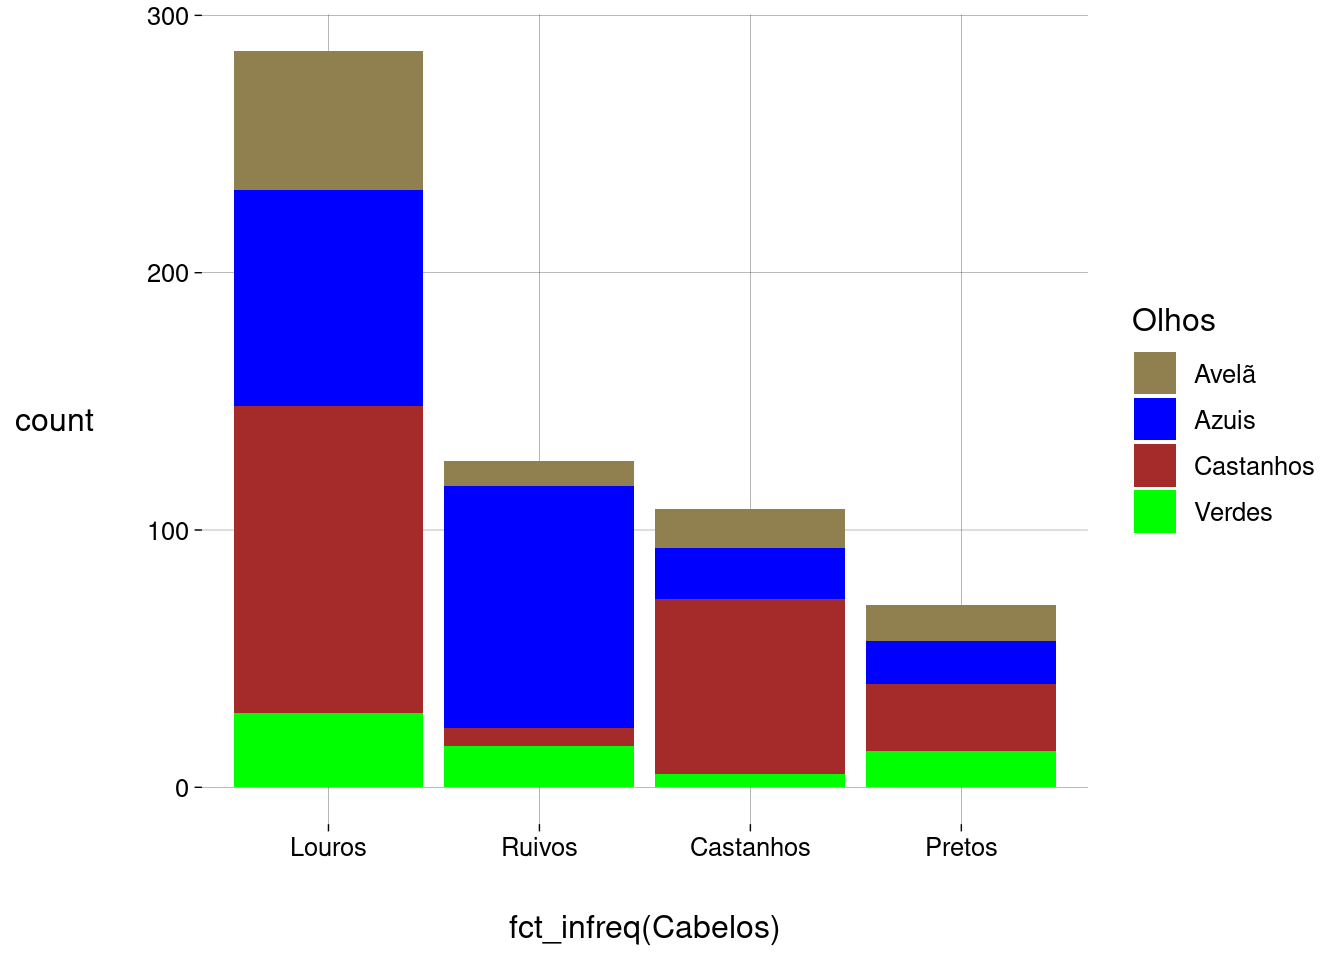 300
200
100
0
count
Louros
Ruivos
Castanhos
Pretos
fct_infreq(Cabelos)
Olhos
Avelã
Azuis
Castanhos
Verdes